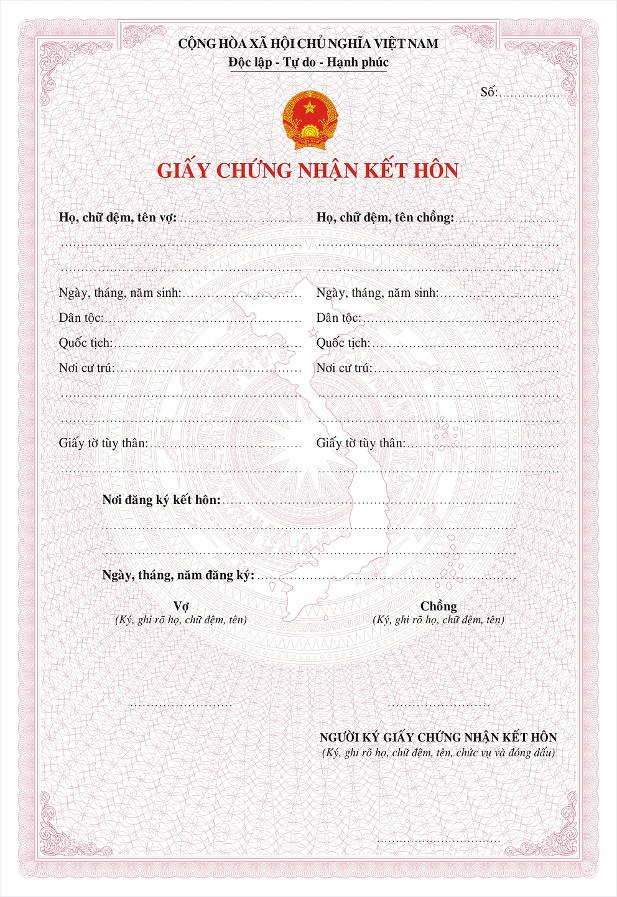 CỘNG HÒA XÃ HỘI CHỦ NGHĨA VIỆT NAM
Độc lập - Tự do - Hạnh phúc
Số:................
GIẤY CHỨNG NHẬN KẾT HÔN
Họ, chữ đệm, tên vợ:................................ Họ, chữ đệm, tên chồng:...........................
Ngày, tháng, năm sinh:............................... Ngày, tháng, năm sinh:...............................
Dân tộc:................................................. Dân tộc:.................................................
Quốc tịch:............................................... Quốc tịch:...............................................
Nơi cư trú:.............................................. Nơi cư trú:..............................................
Giấy tờ tùy thân:....................................... Giấy tờ tùy thân:.......................................
Nơi đăng ký kết hôn:...........................................................................
Ngày, tháng, năm đăng ký:..................................................................
Vợ Chồng
(Ký, ghi rõ họ, chữ đệm, tên) (Ký, ghi rõ họ, chữ đệm, tên)
NGƯỜI KÝ GIẤY CHỨNG NHẬN KẾT HÔN
(Ký, ghi rõ họ, chữ đệm, tên, chức vụ và đóng dấu)